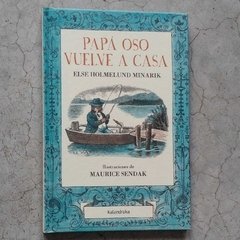 PAPÁ OSO
VUELVE A CASA
ELSE HOLMELUND MINARIK
Ilustraciones de
MAURICE SENDAK
kalandraka